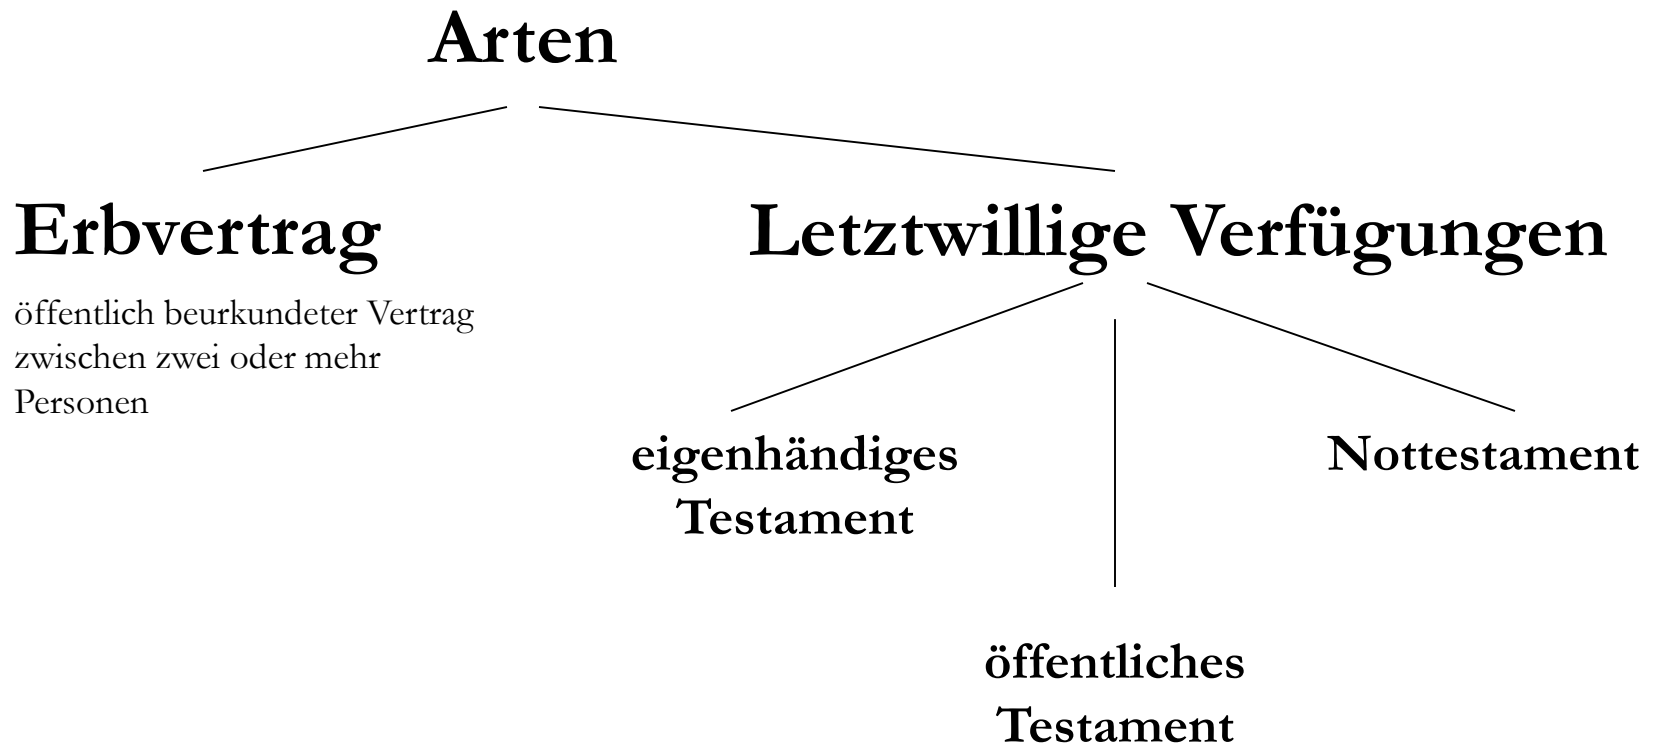 Arten
Erbvertrag
öffentlich beurkundeter Vertrag
zwischen zwei oder mehr
Personen
Letztwillige Verfügungen
eigenhändiges
Testament
öffentliches
Testament
Nottestament